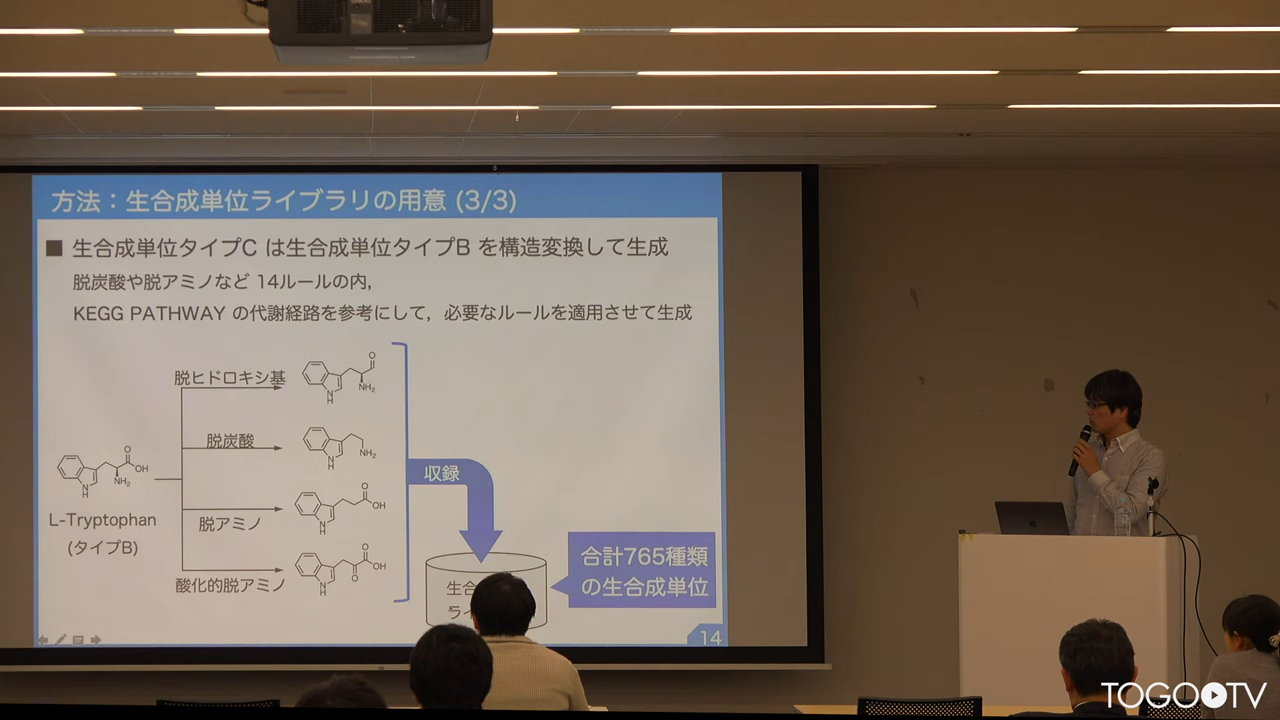 方法：生合成単位ライブラリの用意 (3/3)
■ 生合成単位タイプC は生合成単位タイプB を構造変換して生成
脱炭酸や脱アミノなど 14ルールの内,
KEGG PATHWAY の代謝経路を参考にして, 必要なルールを適用させて生成
脱ヒドロキシ基
O
NH₂
N
H
脱炭酸
NH₂
N
H
O
OH
NH₂
N
H
L-Tryptophan
(タイプB)
脱アミノ
O
OH
N
H
酸化的脱アミノ
O
OH
O
N
H
収録
生合
ライ
合計765種類
の生合成単位
14
TOGO TV